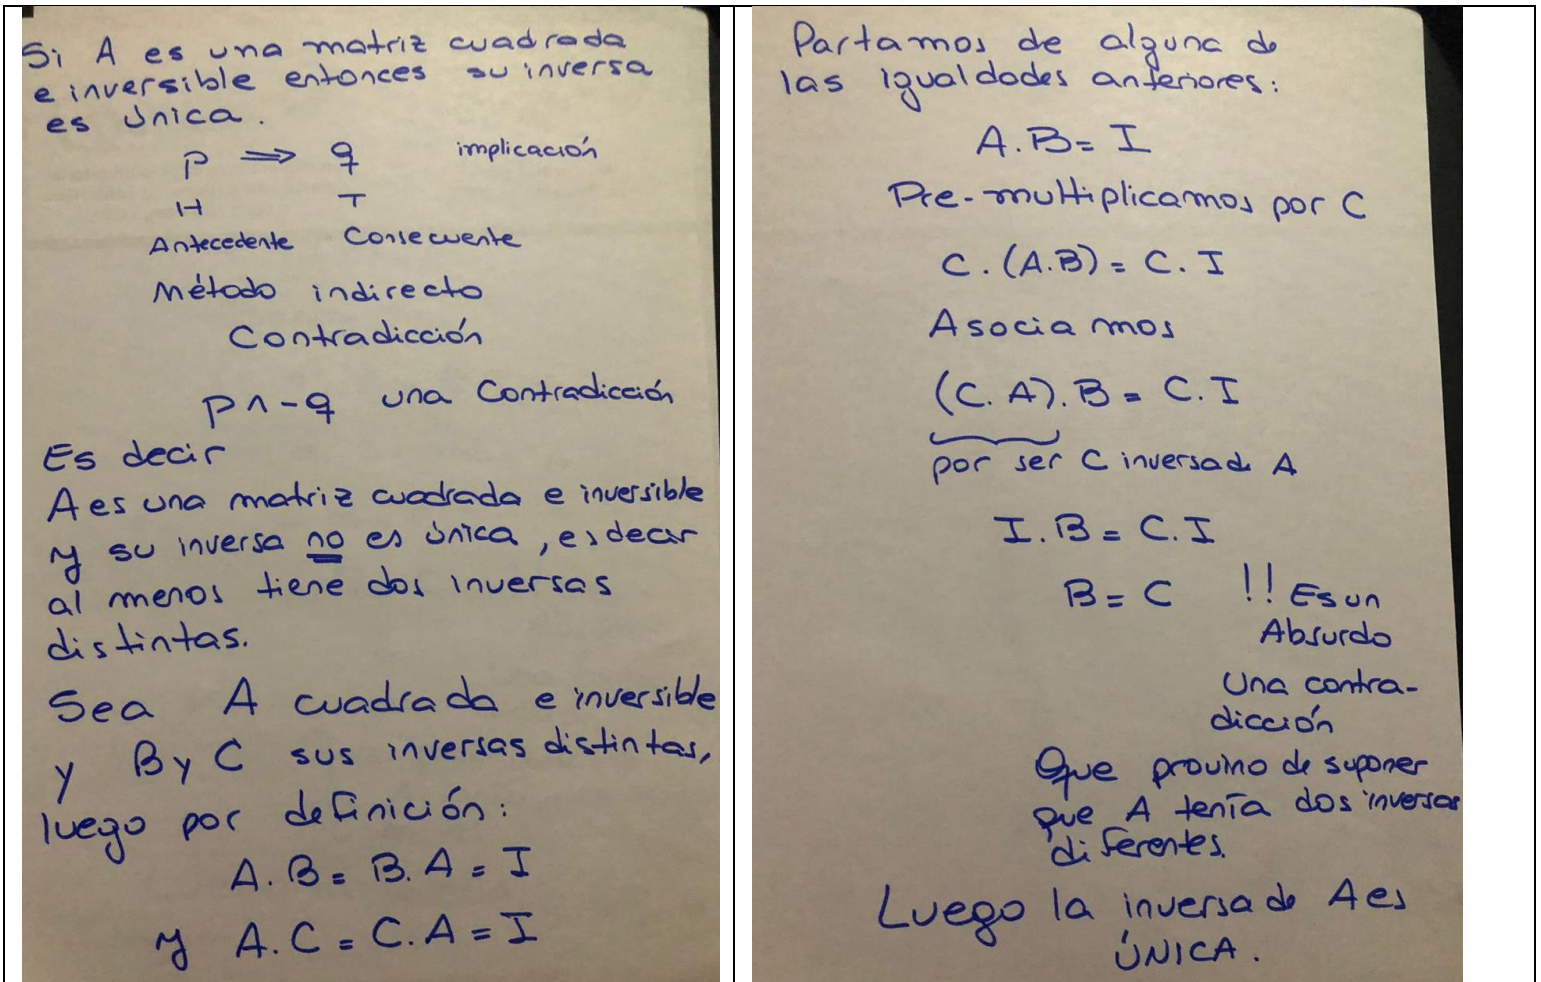 Si A es una matriz cuadrada
e inversible entonces su inversa
es única.
p ⟹ q implicación
H T
Antecedente Consecuente
Método indirecto
Contradicción
p ∧ -q una Contradicción
Es decir
A es una matriz cuadrada e inversible
y su inversa no es única, es decir
al menos tiene dos inversas
distintas.
Sea A cuadrada e inversible
y B y C sus inversas distintas,
luego por definición:
A.B = B.A = I
y A.C = C.A = I
Partamos de alguna de
las igualdades anteriores:
A.B = I
Pre-multiplicamos por C
C.(A.B) = C.I
Asociamos
(C.A).B = C.I
por ser C inversa de A
I.B = C.I
B = C !! Es un
Absurdo
Una contra-
dicción
Que provino de suponer
que A tenía dos inversas
diferentes.
Luego la inversa de A es
ÚNICA.